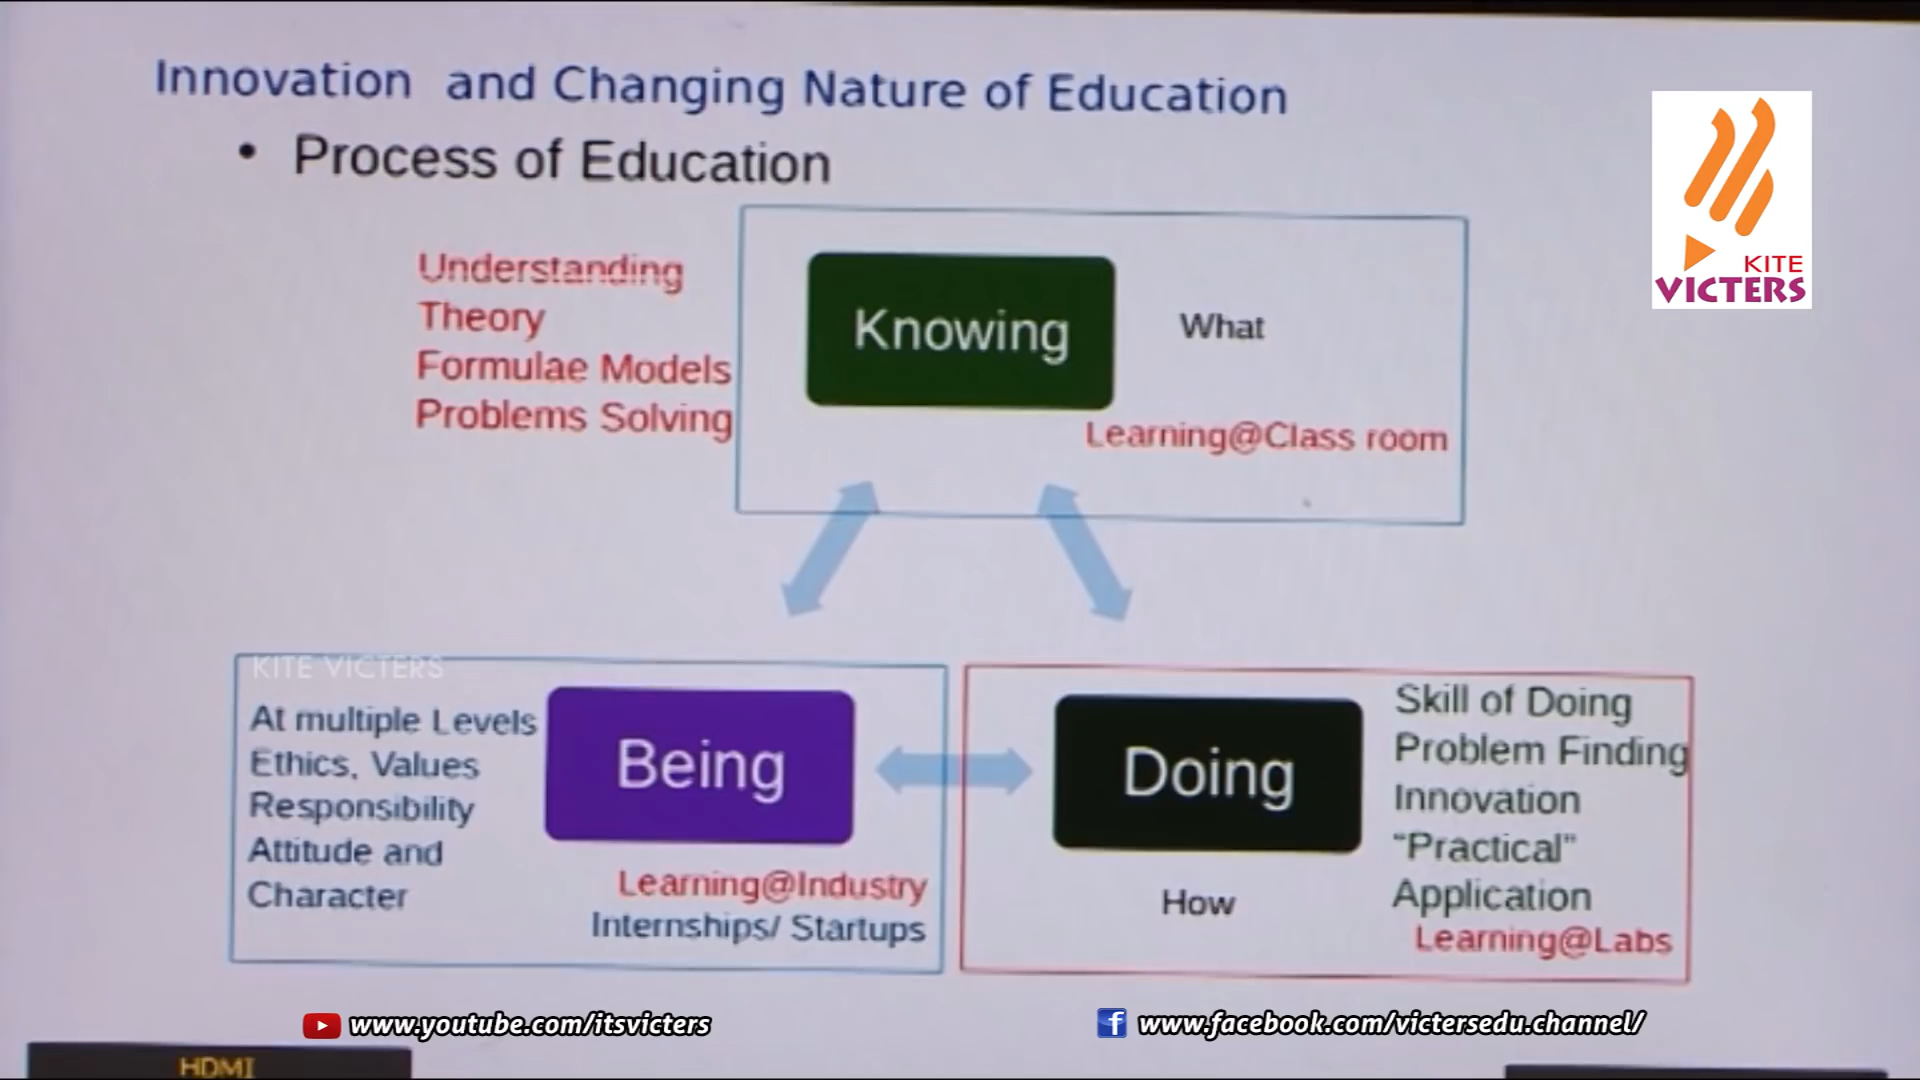 Innovation and Changing Nature of Education
• Process of Education
KITE
VICTERS
Understanding
Theory
Formulae Models
Problems Solving
Knowing
What
Learning@Class room
KITE VICTERS
At multiple Levels
Ethics, Values
Responsibility
Attitude and
Character
Being
Learning@Industry
Internships/ Startups
Doing
How
Skill of Doing
Problem Finding
Innovation
“Practical”
Application
Learning@Labs
www.youtube.com/itsvicters
www.facebook.com/victersedu.channel/
HDMI